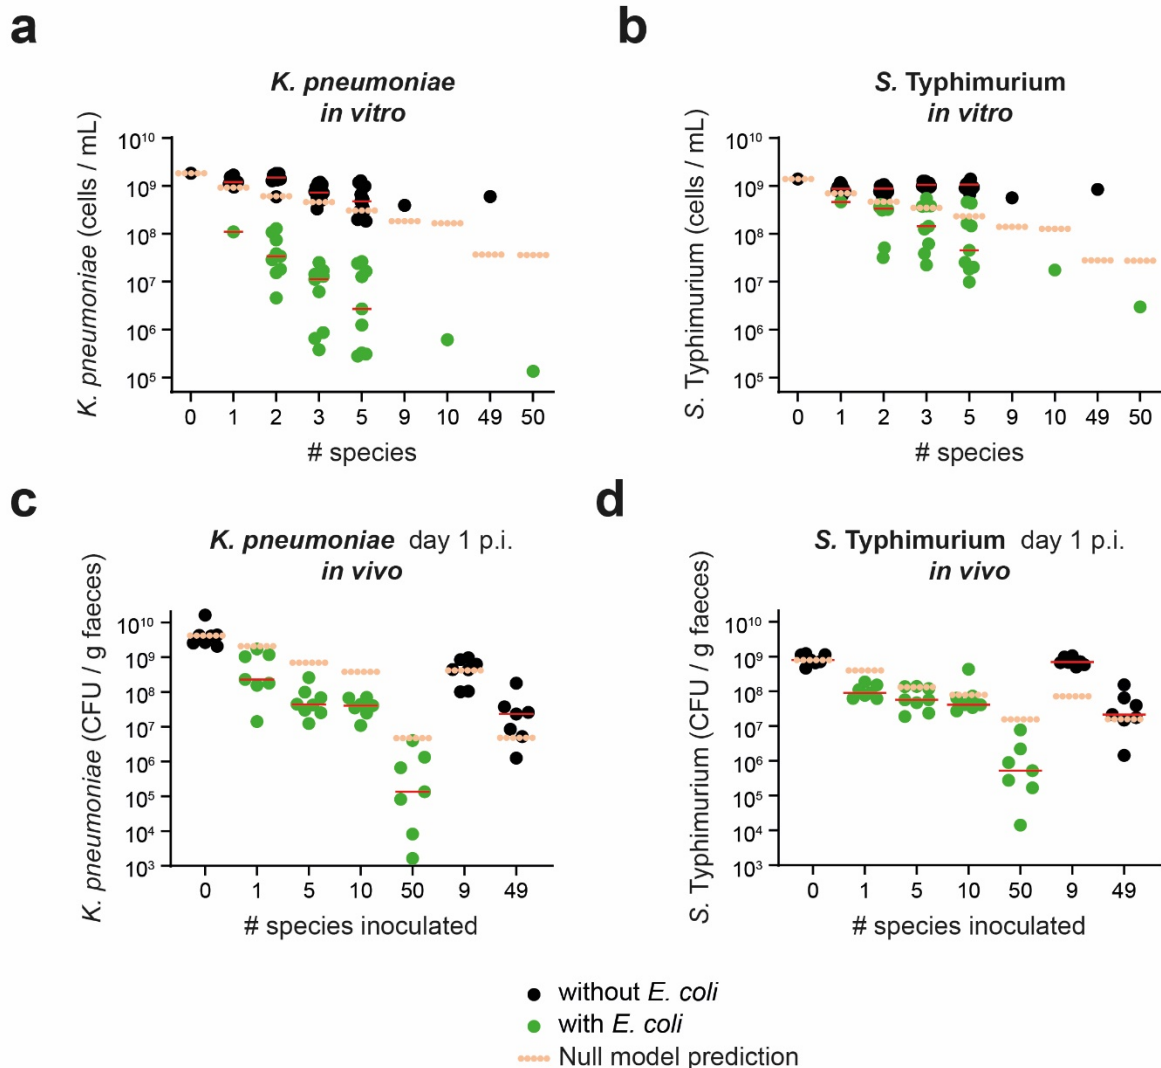 a
K. pneumoniae
in vitro
K. pneumoniae (cells / mL)
10¹⁰
10⁹
10⁸
10⁷
10⁶
10⁵
0 1 2 3 5 9 10 49 50
# species
b
S. Typhimurium
in vitro
S. Typhimurium (cells / mL)
10¹⁰
10⁹
10⁸
10⁷
10⁶
10⁵
0 1 2 3 5 9 10 49 50
# species
c
K. pneumoniae day 1 p.i.
in vivo
K. pneumoniae (CFU / g faeces)
10¹⁰
10⁹
10⁸
10⁷
10⁶
10⁵
10⁴
10³
0 1 5 10 50 9 49
# species inoculated
d
S. Typhimurium day 1 p.i.
in vivo
S. Typhimurium (CFU / g faeces)
10¹⁰
10⁹
10⁸
10⁷
10⁶
10⁵
10⁴
10³
0 1 5 10 50 9 49
# species inoculated
without E. coli
with E. coli
Null model prediction